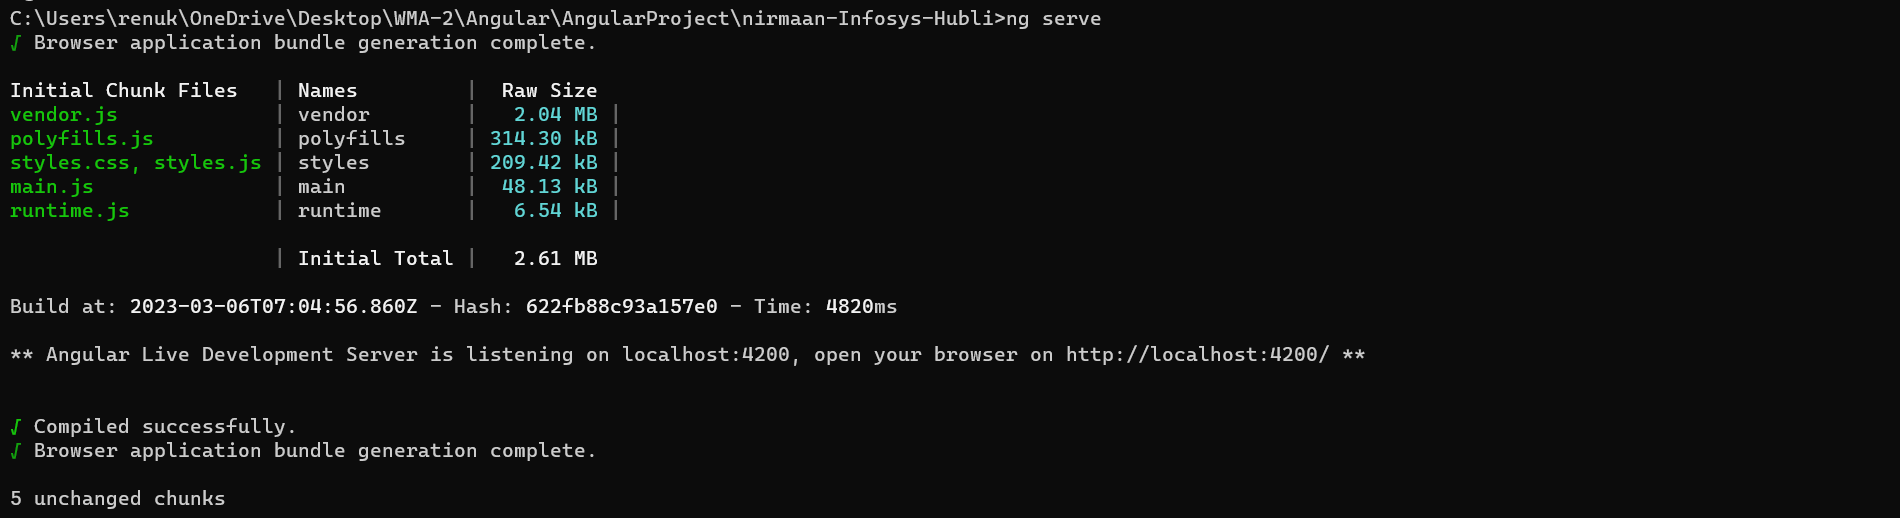 C:\Users\renuk\OneDrive\Desktop\WMA-2\Angular\AngularProject\nirmaan-Infosys-Hubli>ng serve
√ Browser application bundle generation complete.
Initial Chunk Files | Names | Raw Size
vendor.js | vendor | 2.04 MB |
polyfills.js | polyfills | 314.30 kB |
styles.css, styles.js | styles | 209.42 kB |
main.js | main | 48.13 kB |
runtime.js | runtime | 6.54 kB |
| Initial Total | 2.61 MB
Build at: 2023-03-06T07:04:56.860Z - Hash: 622fb88c93a157e0 - Time: 4820ms
** Angular Live Development Server is listening on localhost:4200, open your browser on http://localhost:4200/ **
√ Compiled successfully.
√ Browser application bundle generation complete.
5 unchanged chunks